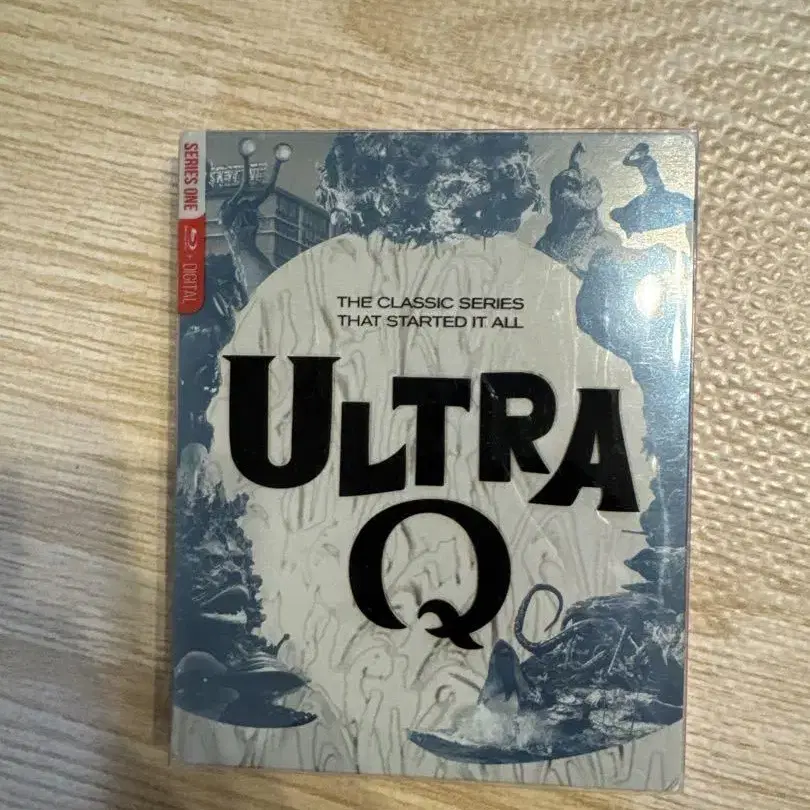 SERIES ONE
+ DIGITAL
THE CLASSIC SERIES
THAT STARTED IT ALL
ULTRA
Q